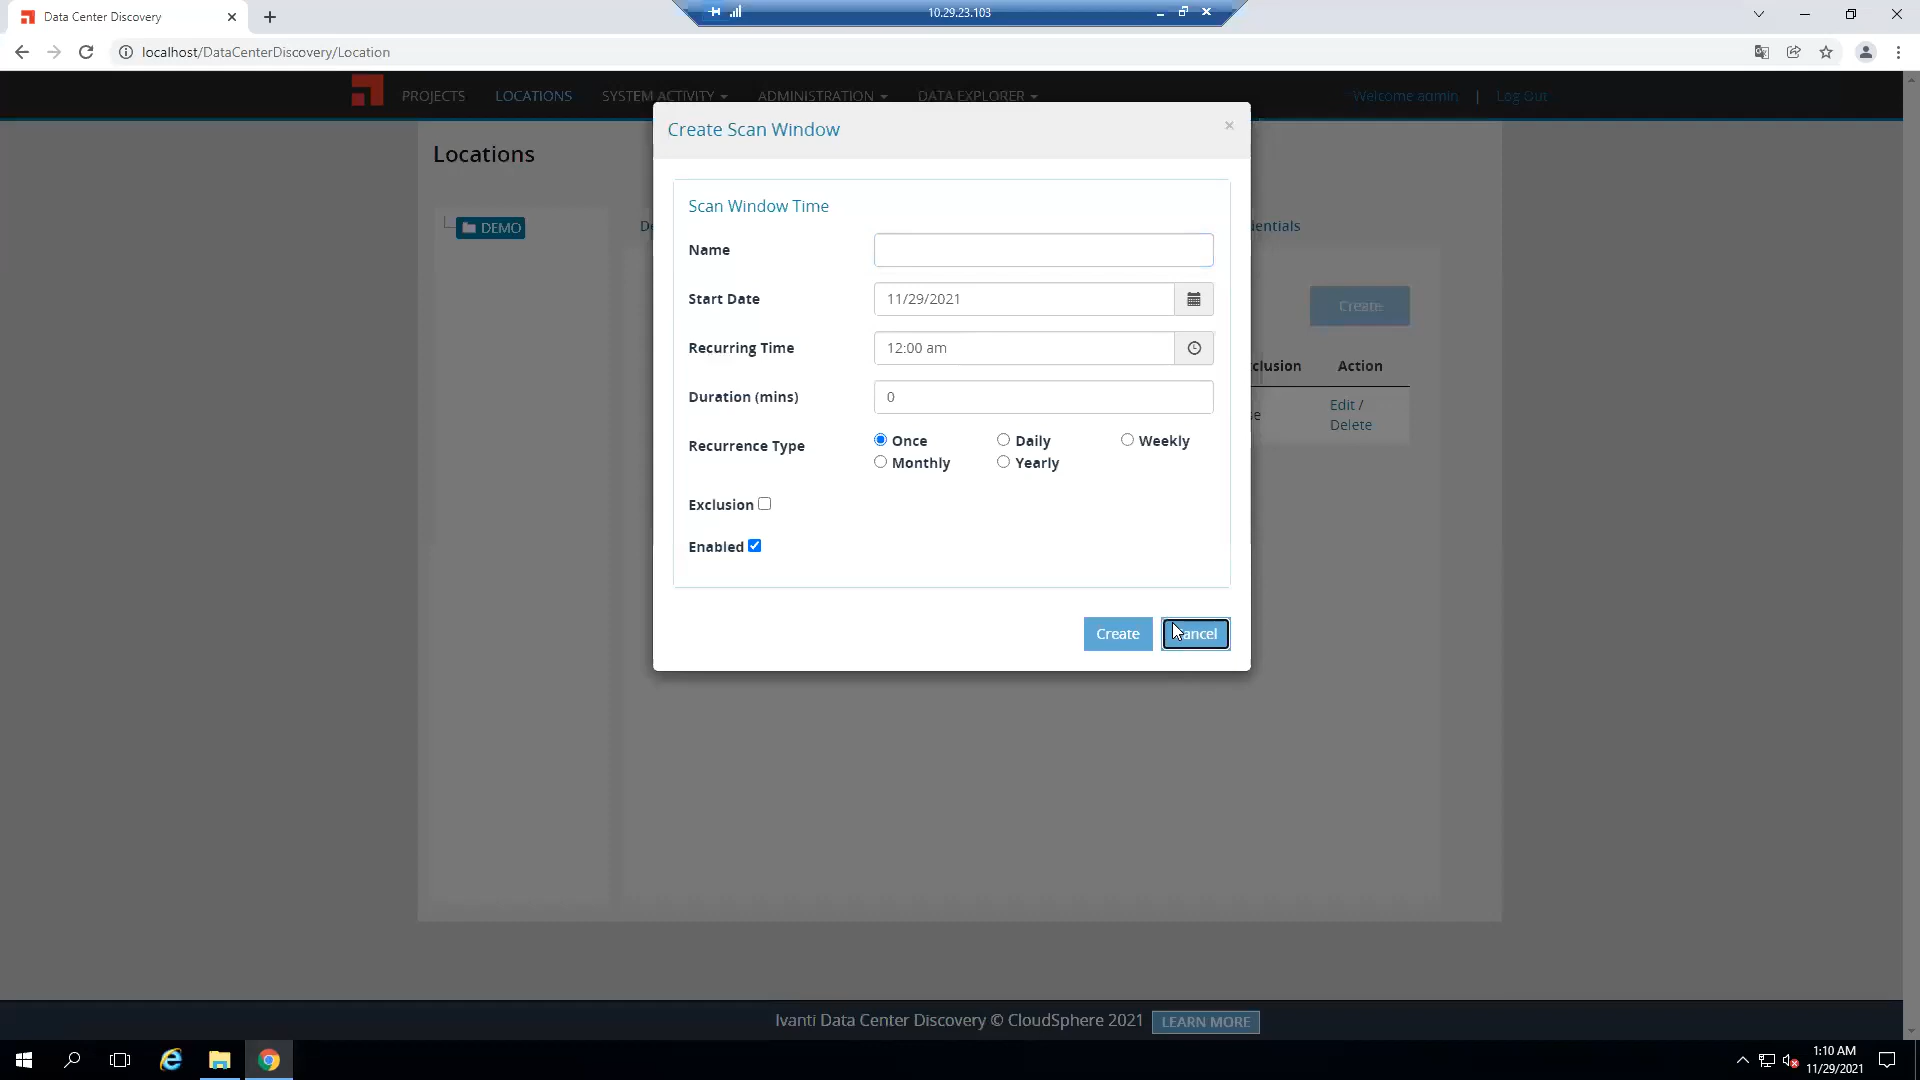 Data Center Discovery
10.29.23.103
localhost/DataCenterDiscovery/Location
PROJECTS
LOCATIONS
SYSTEM ACTIVITY
ADMINISTRATION
DATA EXPLORER
Welcome admin | Log Out
Locations
DEMO
Create
Action
Edit /
Delete
Create Scan Window
×
Scan Window Time
Name
Start Date
11/29/2021
Recurring Time
12:00 am
Duration (mins)
0
Recurrence Type
Once
Daily
Weekly
Monthly
Yearly
Exclusion
Enabled
Create
Cancel
Ivanti Data Center Discovery © CloudSphere 2021
LEARN MORE
1:10 AM
11/29/2021